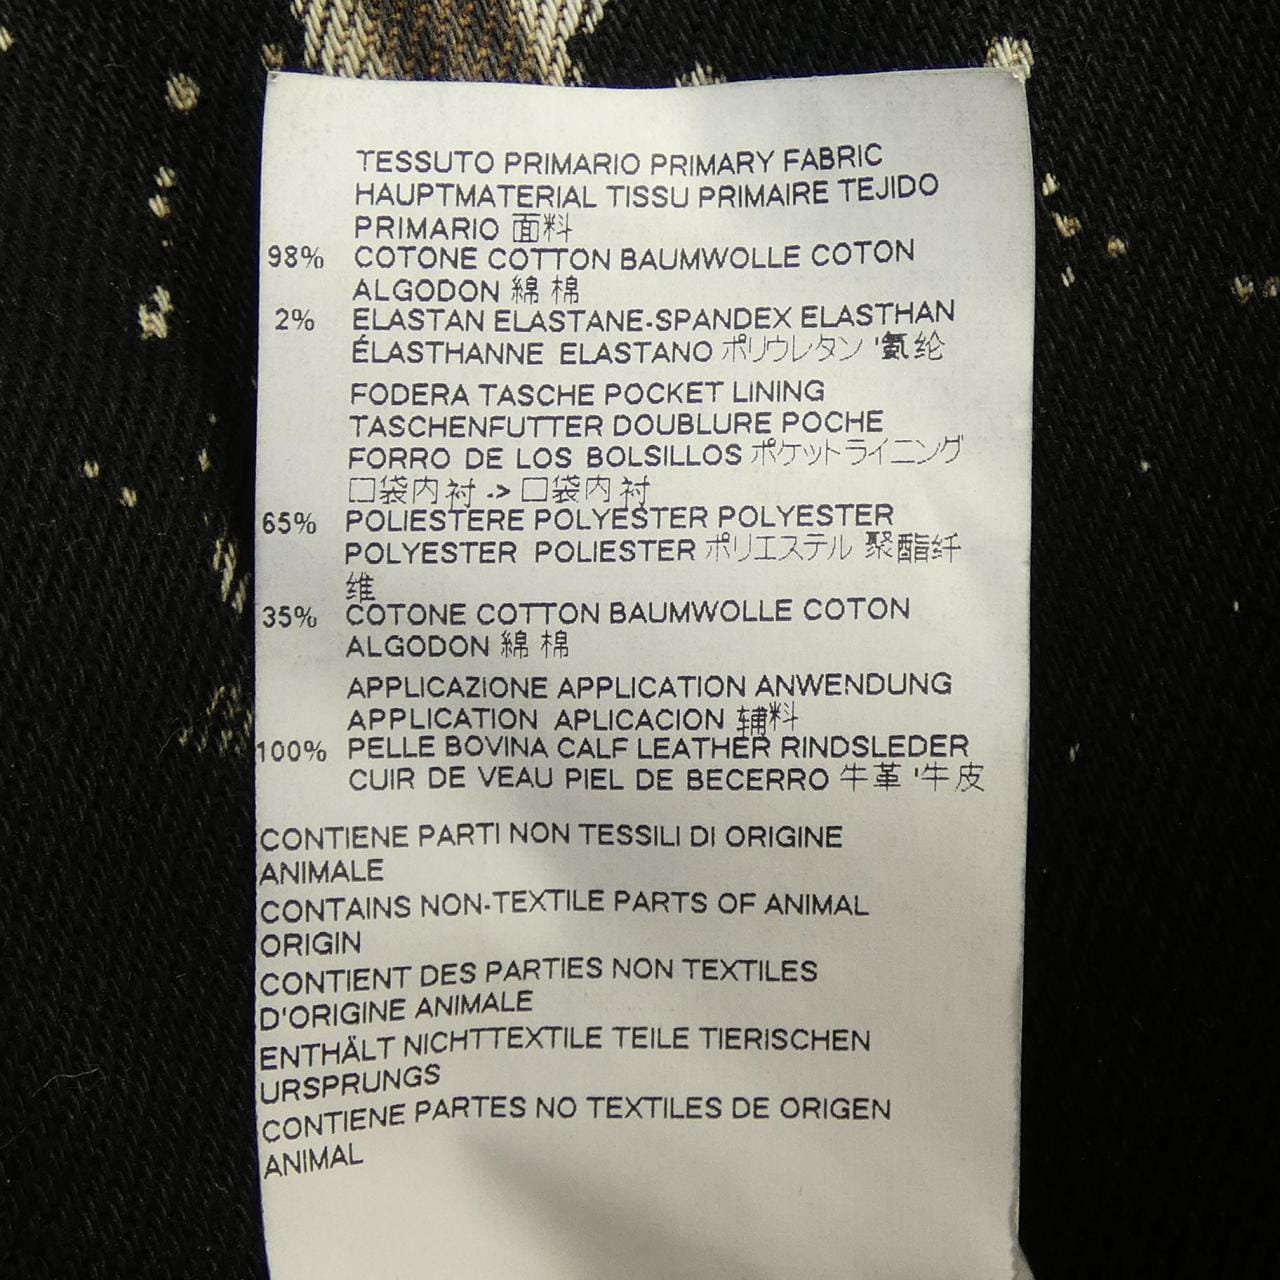 TESSUTO PRIMARIO PRIMARY FABRIC
HAUPTMATERIAL TISSU PRIMAIRE TEJIDO
PRIMARIO 面料
98% COTONE COTTON BAUMWOLLE COTON
ALGODON 綿 棉
2% ELASTAN ELASTANE-SPANDEX ELASTHAN
ÉLASTHANNE ELASTANO ポリウレタン '氨纶
FODERA TASCHE POCKET LINING
TASCHENFUTTER DOUBLURE POCHE
FORRO DE LOS BOLSILLOS ポケットライニング
口袋内衬 -> 口袋内衬
65% POLIESTERE POLYESTER POLYESTER
POLYESTER POLIESTER ポリエステル 聚酯纤
维
35% COTONE COTTON BAUMWOLLE COTON
ALGODON 綿 棉
APPLICAZIONE APPLICATION ANWENDUNG
APPLICATION APLICACION 辅料
100% PELLE BOVINA CALF LEATHER RINDSLEDER
CUIR DE VEAU PIEL DE BECERRO 牛革 '牛皮
CONTIENE PARTI NON TESSILI DI ORIGINE
ANIMALE
CONTAINS NON-TEXTILE PARTS OF ANIMAL
ORIGIN
CONTIENT DES PARTIES NON TEXTILES
D'ORIGINE ANIMALE
ENTHÄLT NICHTTEXTILE TEILE TIERISCHEN
URSPRUNGS
CONTIENE PARTES NO TEXTILES DE ORIGEN
ANIMAL